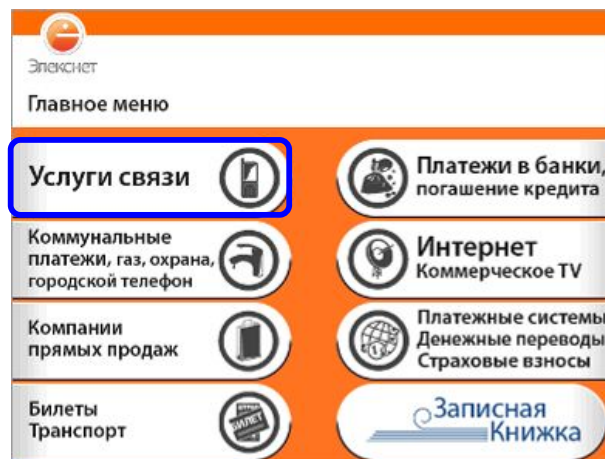 Элекснет
Главное меню
Услуги связи
Платежи в банки,
погашение кредита
Коммунальные
платежи, газ, охрана,
городской телефон
Интернет
Коммерческое TV
Компании
прямых продаж
Платежные системы
Денежные переводы
Страховые взносы
Билеты
Транспорт
БИЛЕТ
Записная
Книжка